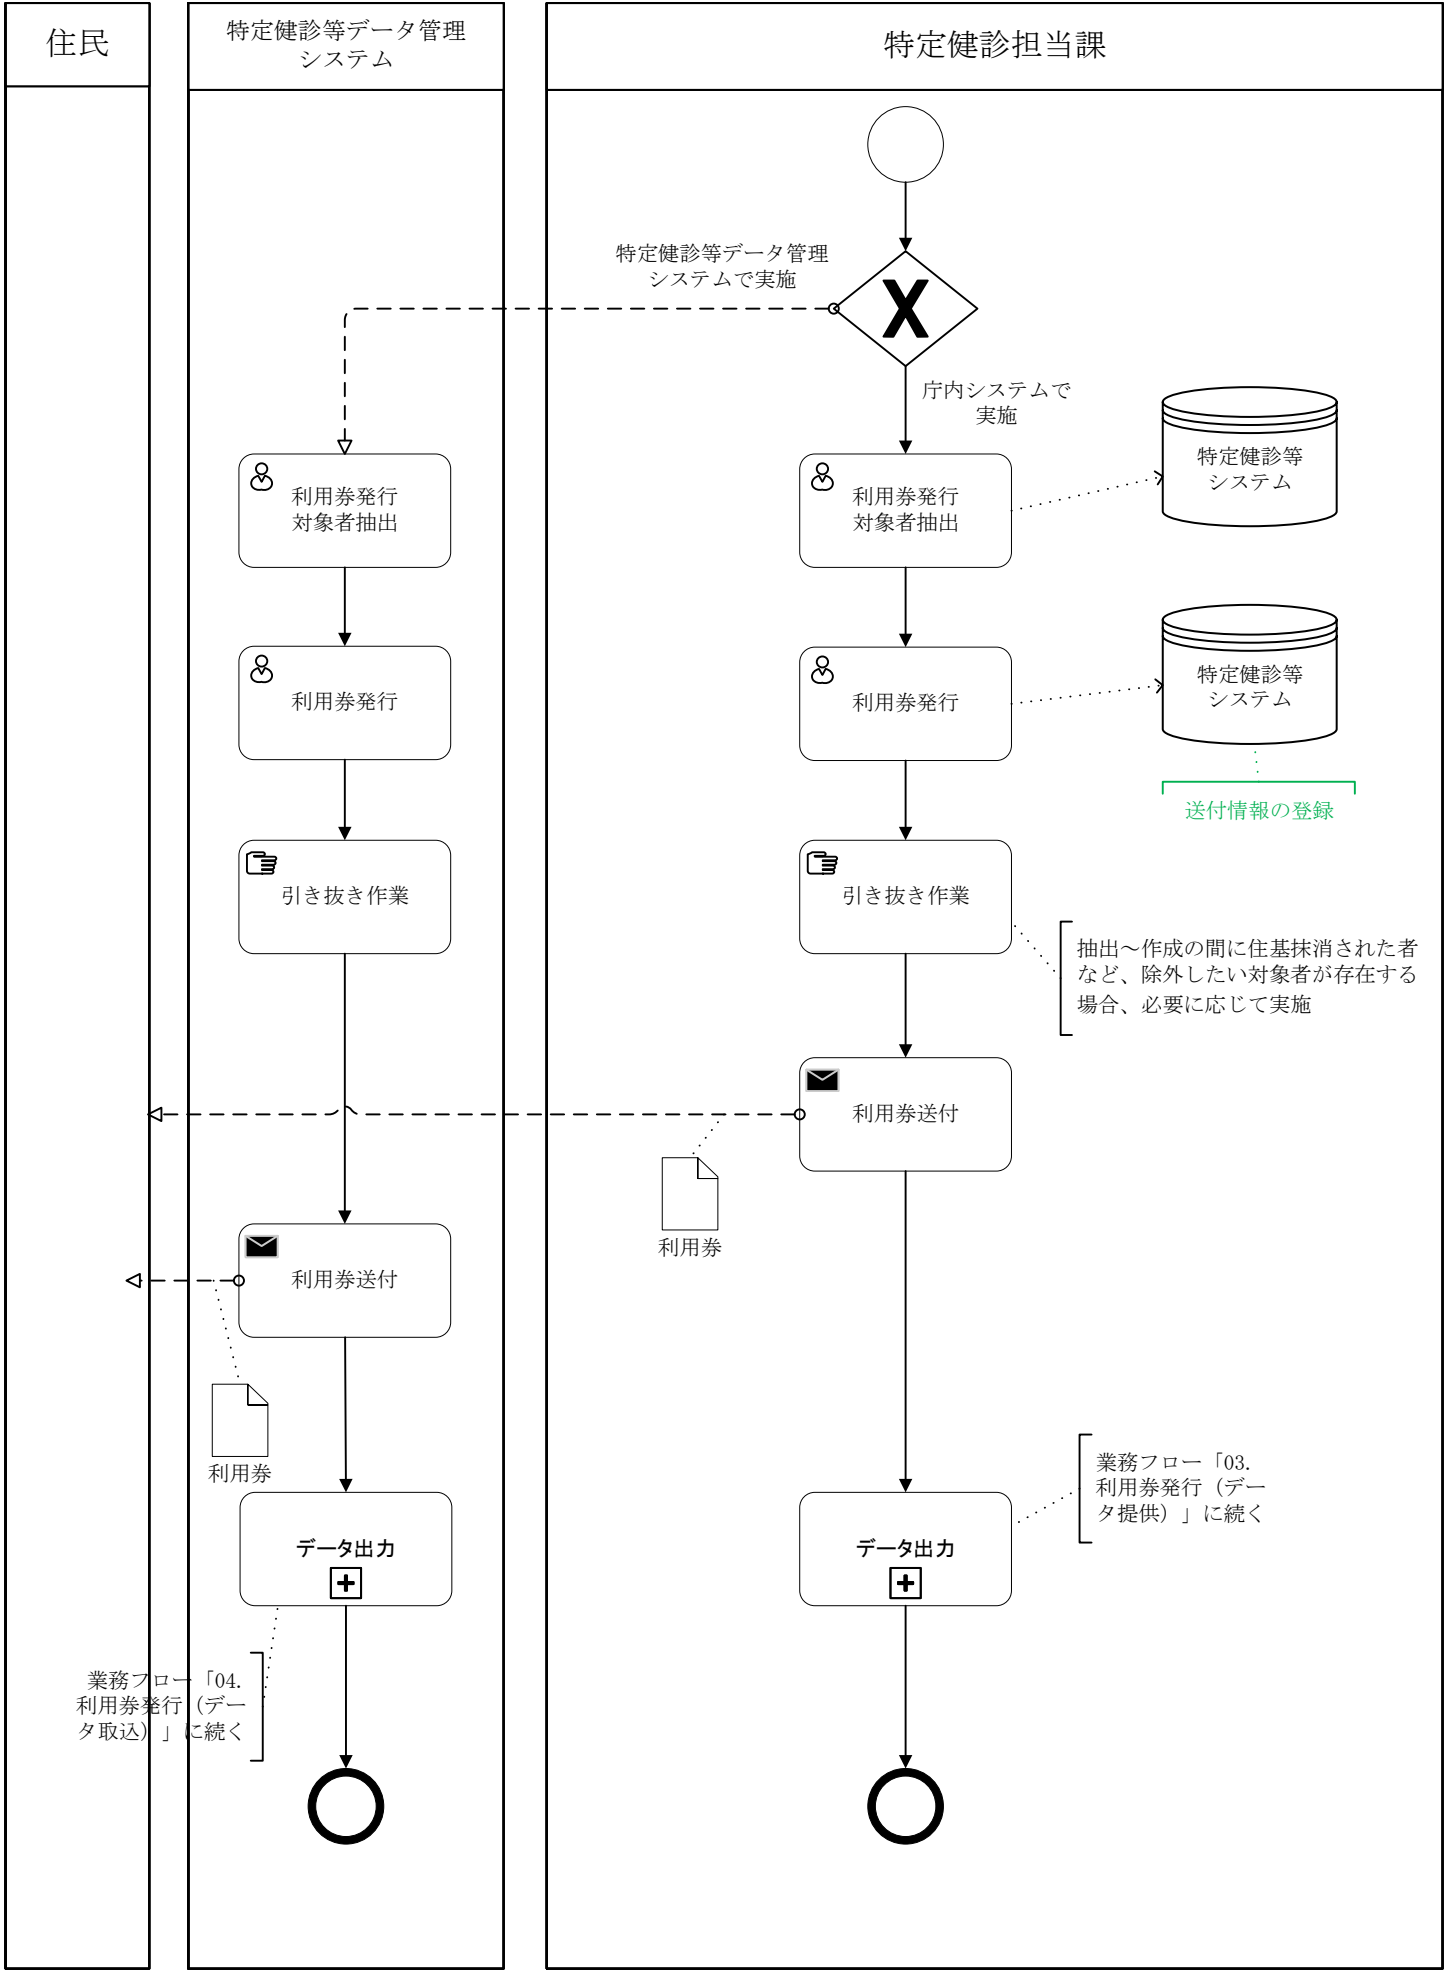 住民
特定健診等データ管理
システム
特定健診担当課
特定健診等データ管理
システムで実施
X
庁内システムで
実施
利用券発行
対象者抽出
利用券発行
対象者抽出
特定健診等
システム
利用券発行
利用券発行
特定健診等
システム
送付情報の登録
引き抜き作業
引き抜き作業
抽出～作成の間に住基抹消された者
など、除外したい対象者が存在する
場合、必要に応じて実施
利用券送付
利用券
利用券送付
利用券
データ出力
データ出力
業務フロー「03.
利用券発行（デー
タ提供）」に続く
業務フロー「04.
利用券発行（デー
タ取込）」に続く